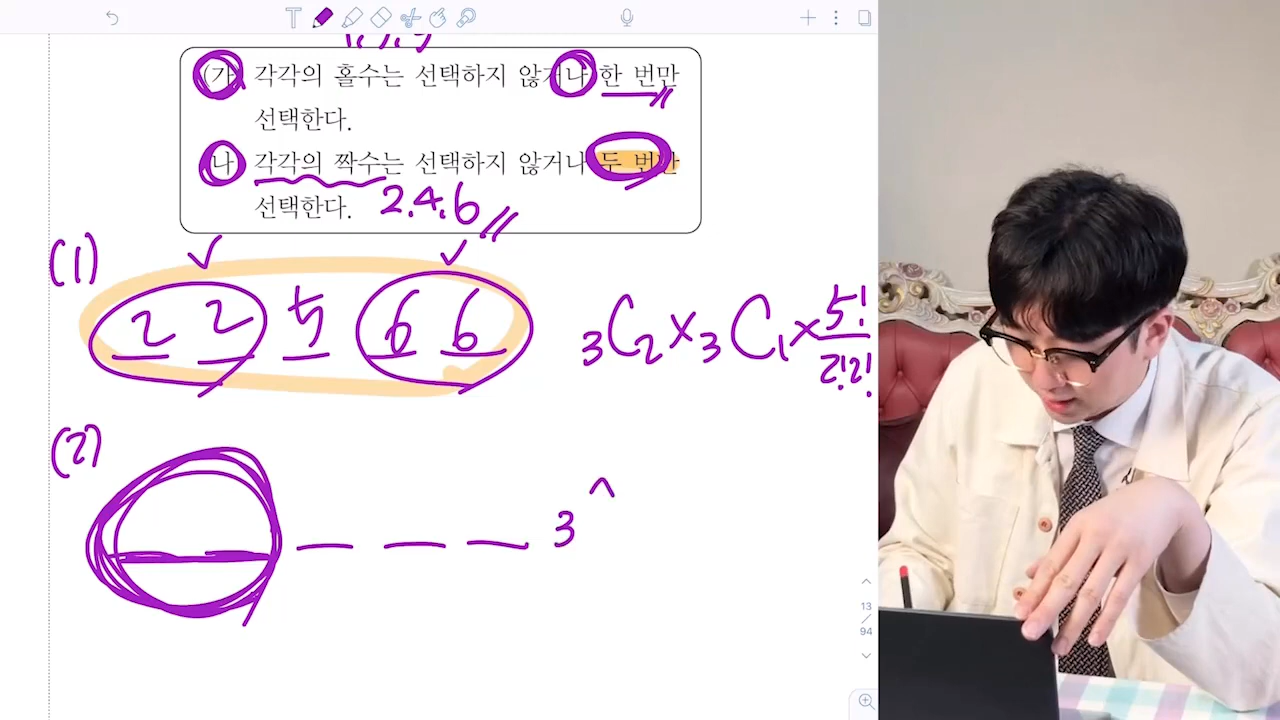 (가) 각각의 홀수는 선택하지 않거나 한 번만
선택한다.
(나) 각각의 짝수는 선택하지 않거나 두 번만
선택한다. 2.4.6
(1)
2 2 5 6 6 ₃C₂×₃C₁×5!/2!2!
(2)
3
13
/
94